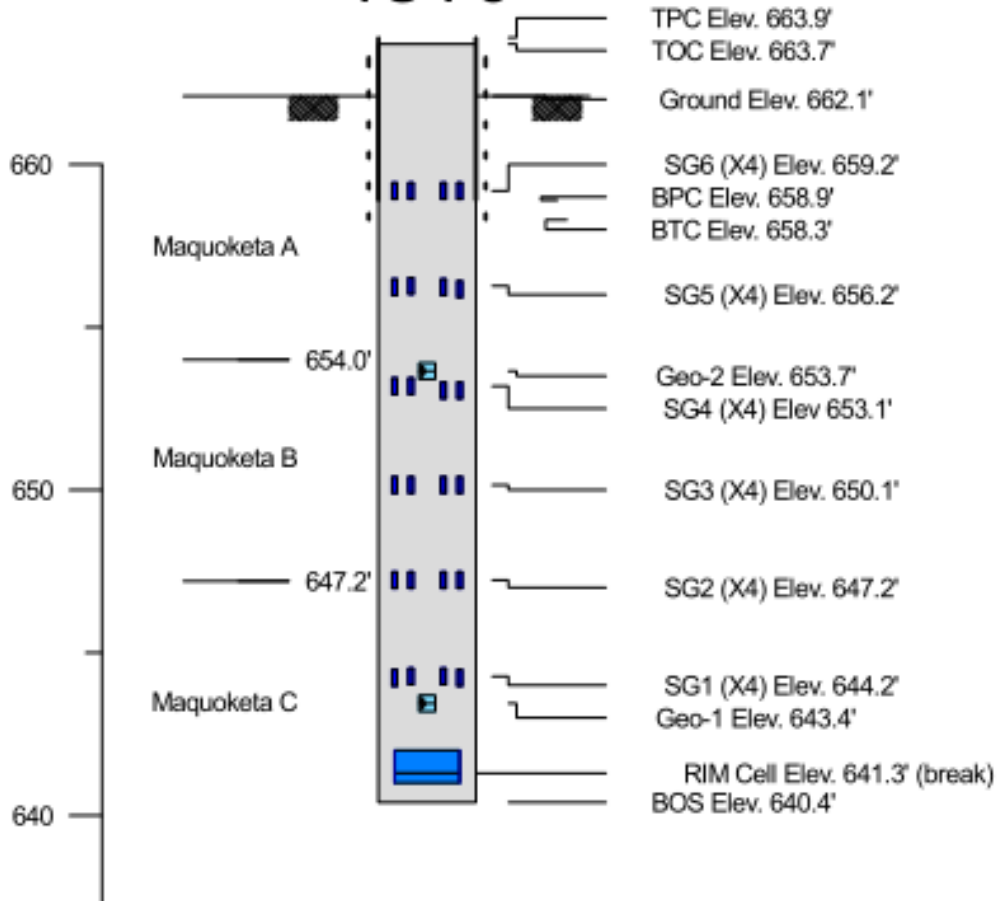 TPC Elev. 663.9'
TOC Elev. 663.7'
Ground Elev. 662.1'
660
SG6 (X4) Elev. 659.2'
BPC Elev. 658.9'
BTC Elev. 658.3'
Maquoketa A
SG5 (X4) Elev. 656.2'
654.0'
Geo-2 Elev. 653.7'
SG4 (X4) Elev 653.1'
Maquoketa B
650
SG3 (X4) Elev. 650.1'
647.2'
SG2 (X4) Elev. 647.2'
SG1 (X4) Elev. 644.2'
Maquoketa C
Geo-1 Elev. 643.4'
RIM Cell Elev. 641.3' (break)
BOS Elev. 640.4'
640